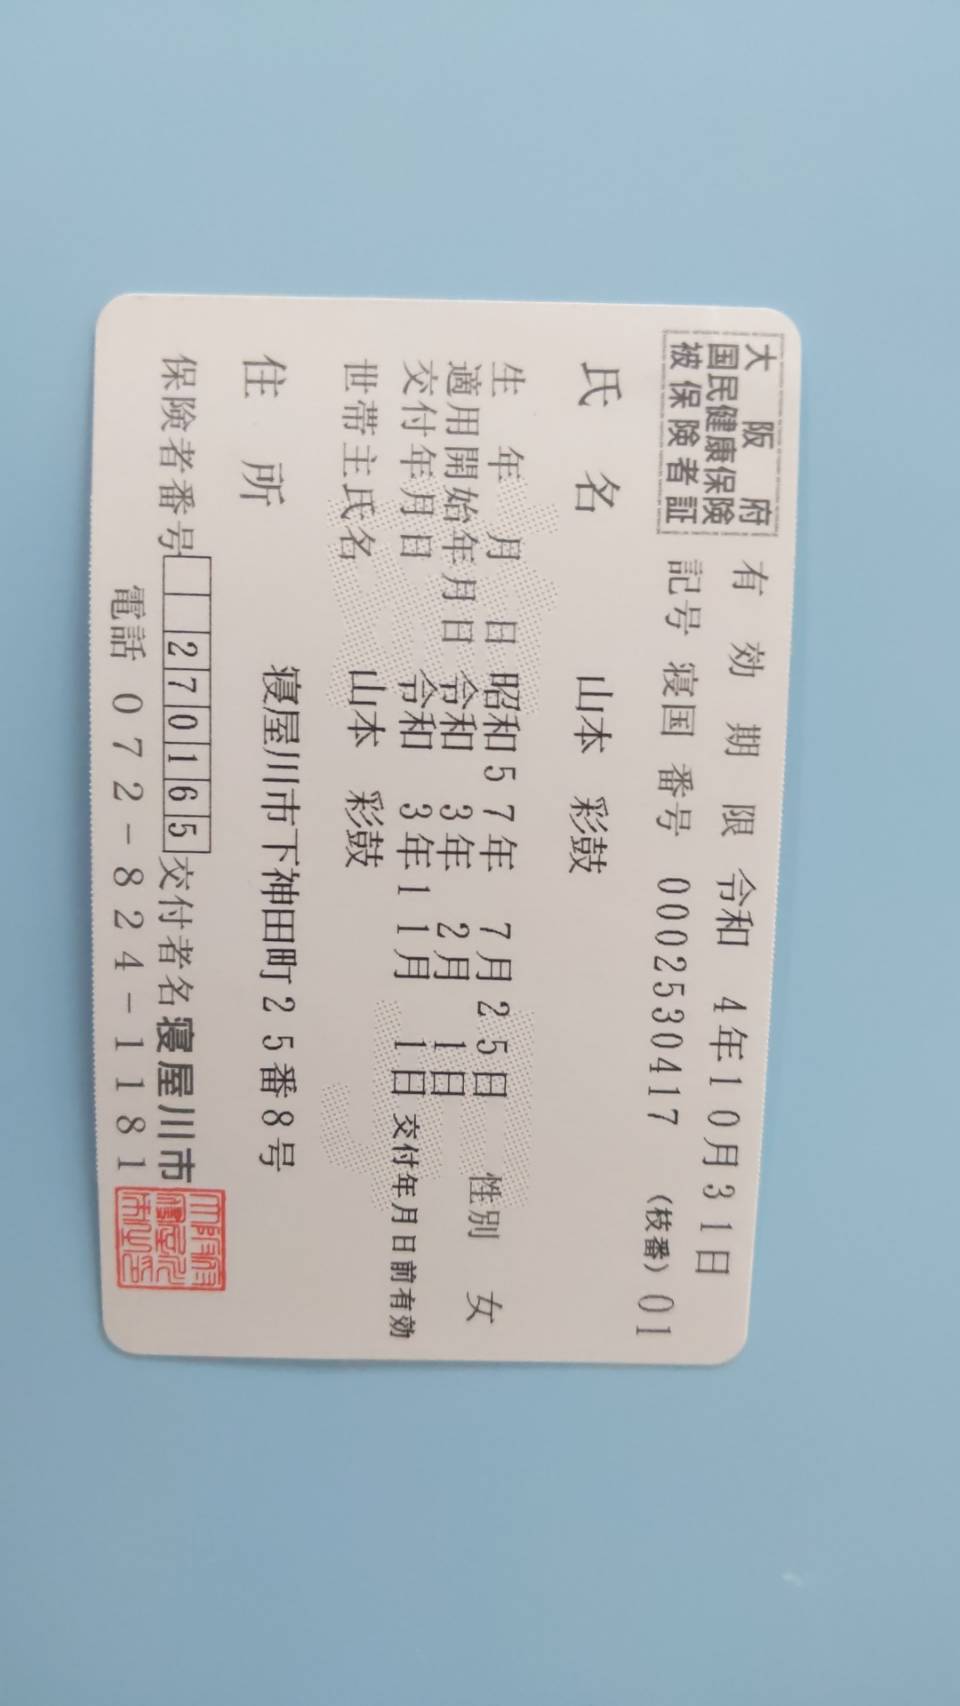 大阪府
国民健康保険
被保険者証
有効期限 令和 4年10月31日
記号 寝国 番号 0002530417 (枝番) 01
氏名 山本 彩鼓
生年月日 昭和57年 7月25日 性別 女
適用開始年月日 令和 3年 2月 1日
交付年月日 令和 3年11月 1日 交付年月日前有効
世帯主氏名 山本 彩鼓
住所 寝屋川市下神田町25番8号
保険者番号 270165 交付者名 寝屋川市
電話 072-824-1181